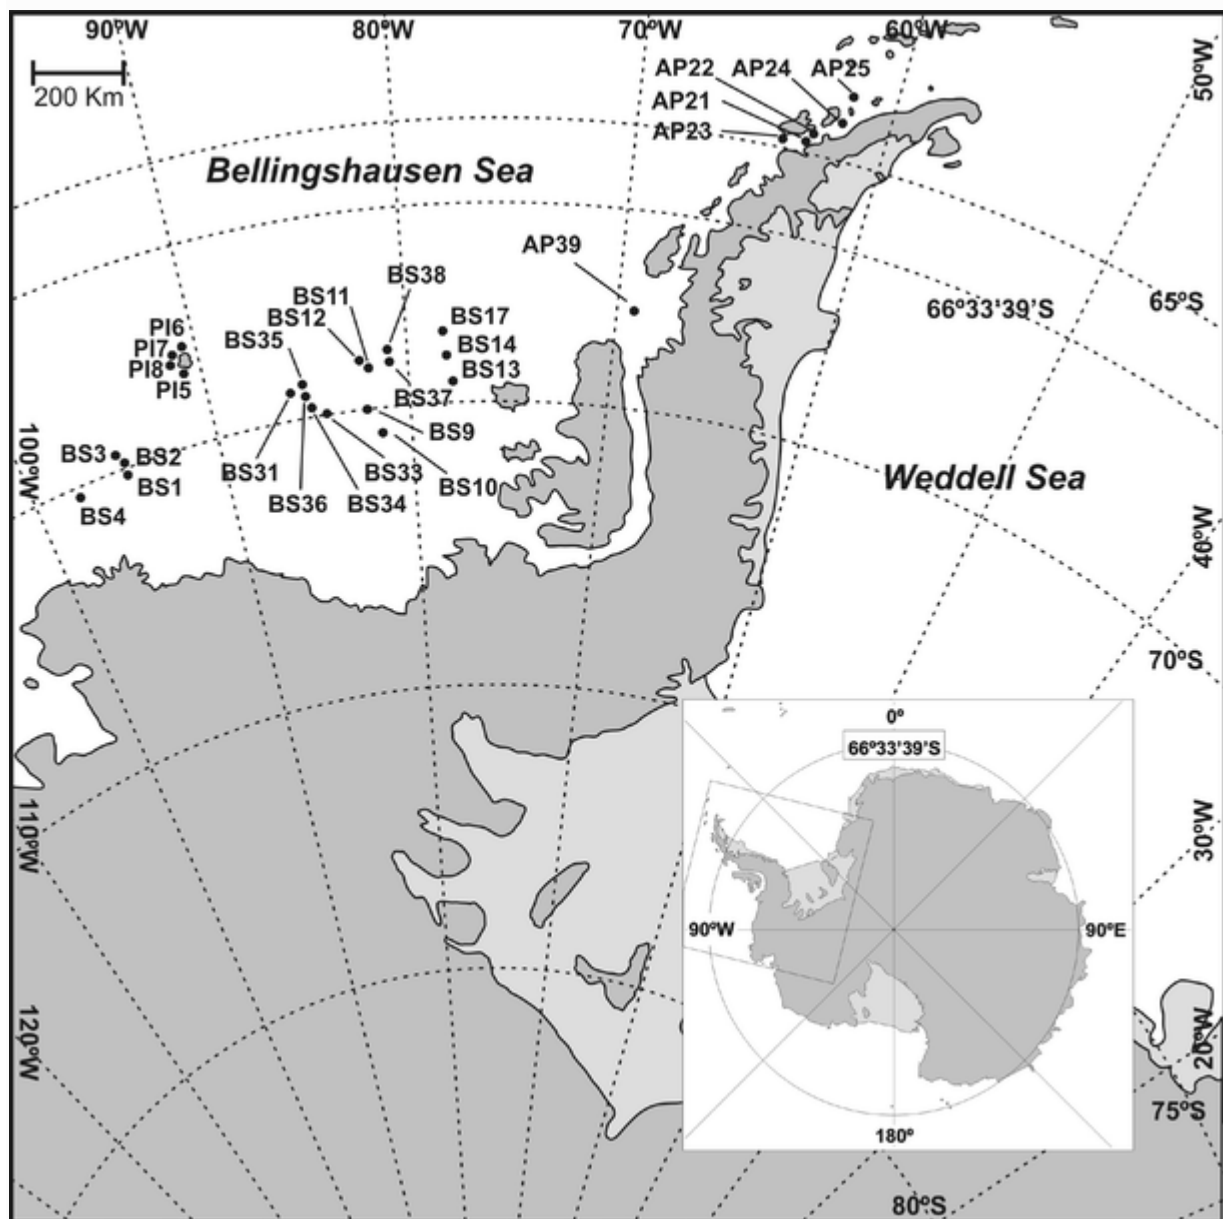 90ºW
80ºW
70ºW
60ºW
50ºW
200 Km
AP22
AP24
AP25
AP21
AP23
Bellingshausen Sea
AP39
BS38
BS11
BS12
BS17
66º33'39'S
65ºS
PI6
BS35
PI7
BS14
PI8
BS13
PI5
BS37
BS9
100ºW
BS3
BS2
BS31
BS33
Weddell Sea
BS1
BS10
BS36
BS34
BS4
40ºW
70ºS
0º
66º33'39'S
110ºW
30ºW
90ºW
90ºE
120ºW
20ºW
75ºS
180º
80ºS